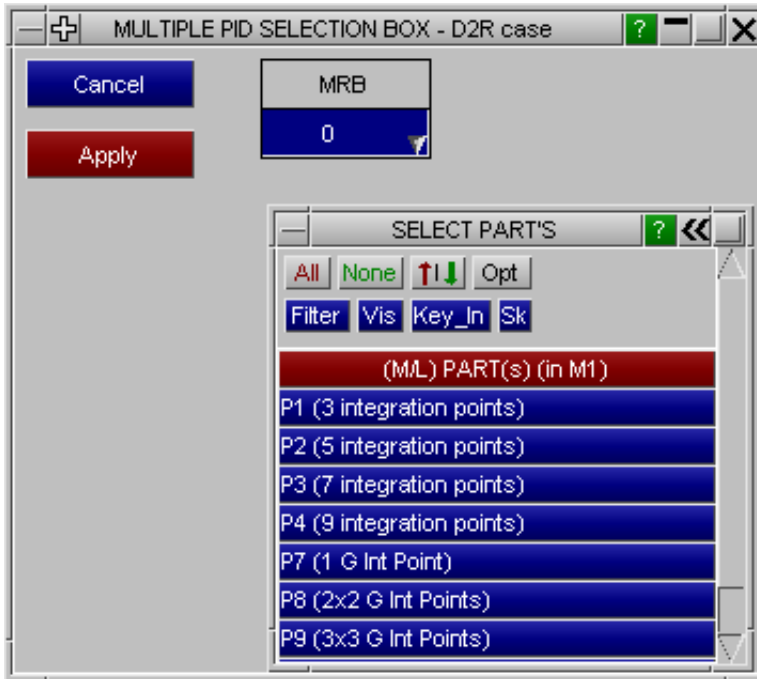 MULTIPLE PID SELECTION BOX - D2R case ?
Cancel
MRB
0
Apply
SELECT PART'S ?
All None Opt
Filter Vis Key_In Sk
(M/L) PART(s) (in M1)
P1 (3 integration points)
P2 (5 integration points)
P3 (7 integration points)
P4 (9 integration points)
P7 (1 G Int Point)
P8 (2x2 G Int Points)
P9 (3x3 G Int Points)